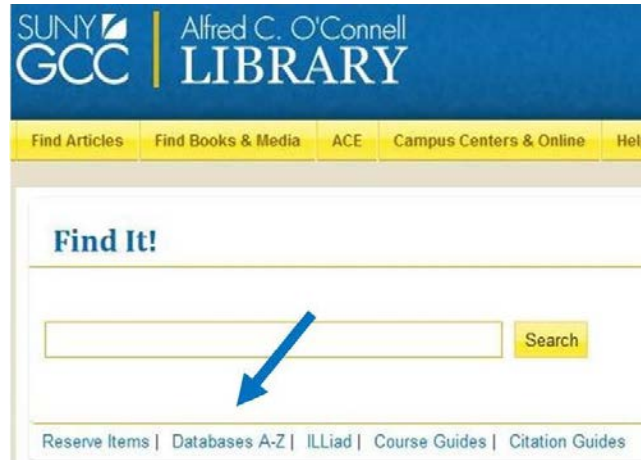 SUNY
GCC
Alfred C. O'Connell
LIBRARY
Find Articles Find Books & Media ACE Campus Centers & Online Hel
Find It!
Search
Reserve Items | Databases A-Z | ILLiad | Course Guides | Citation Guides